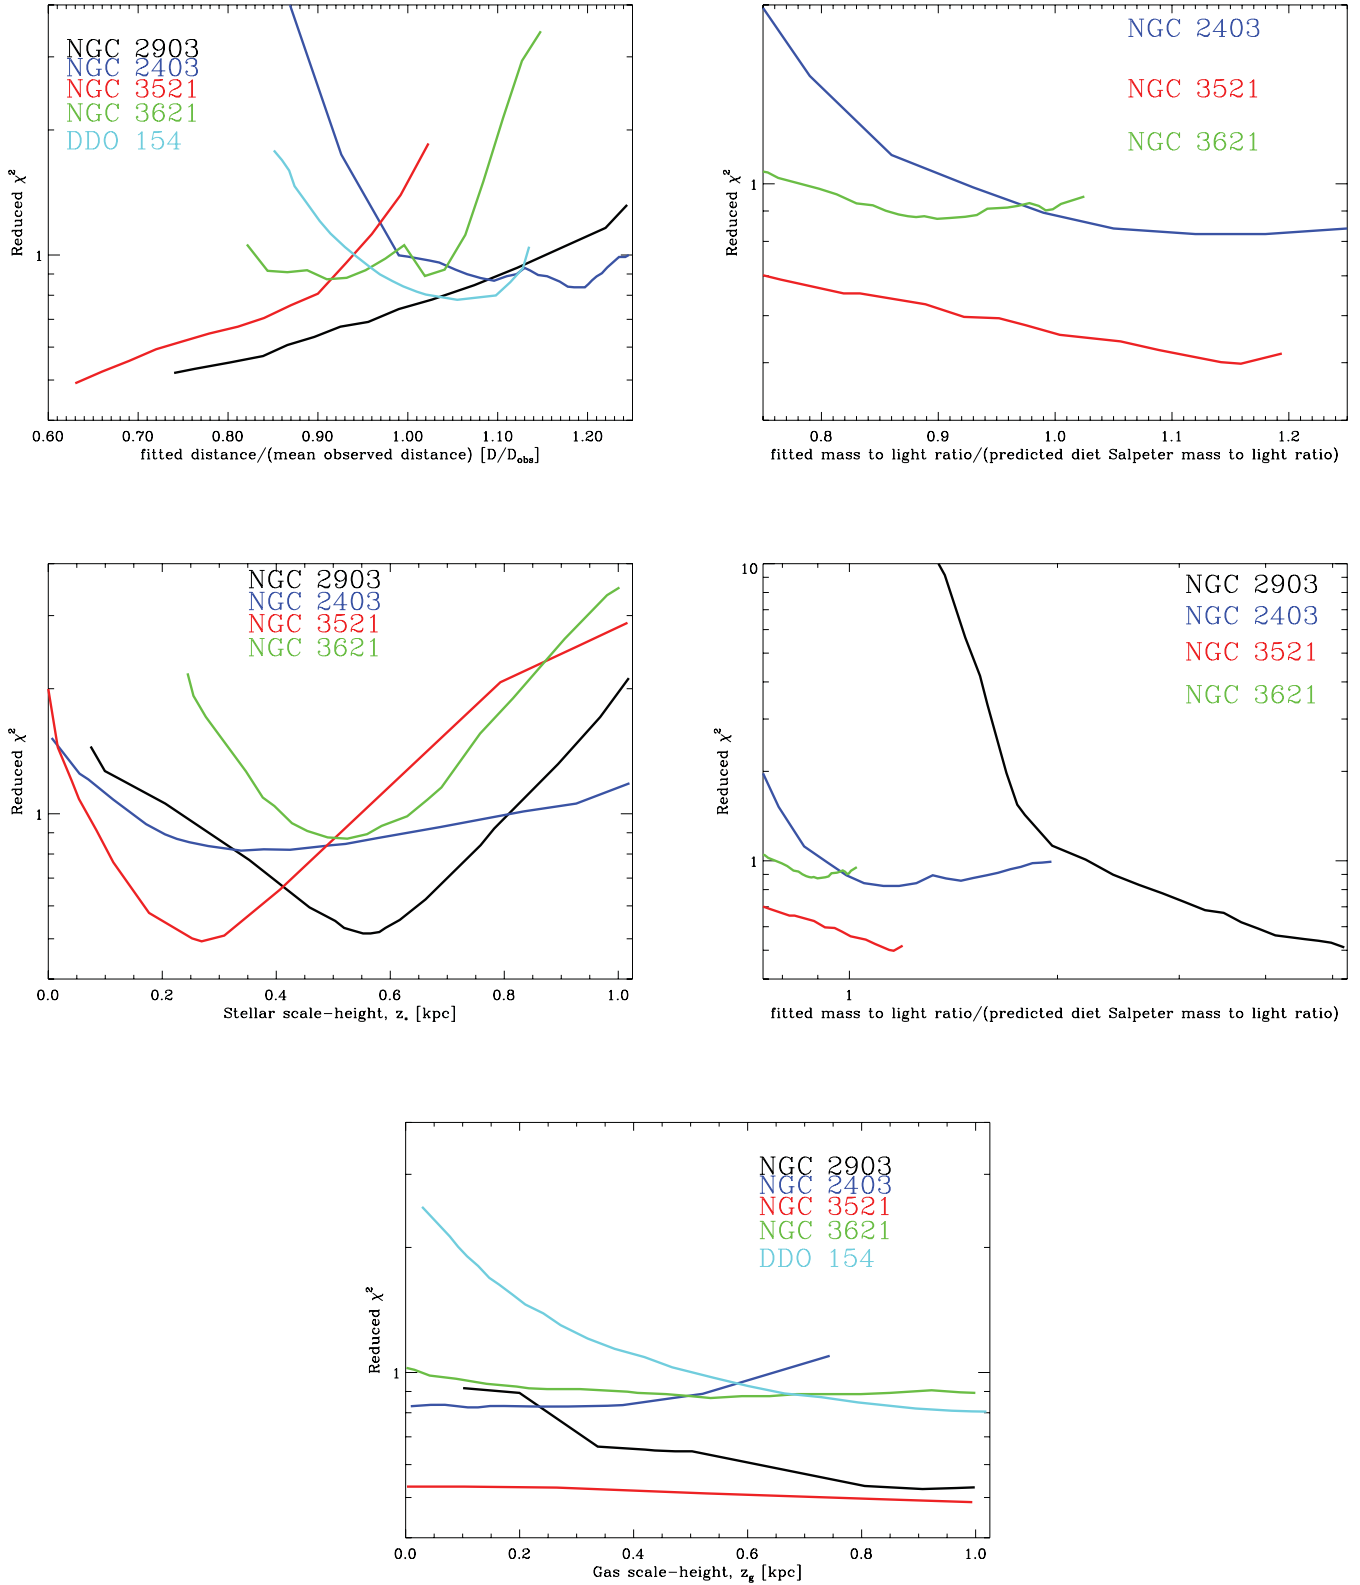 NGC 2903
NGC 2403
NGC 3521
NGC 3621
DDO 154
Reduced χ²
1
0.60 0.70 0.80 0.90 1.00 1.10 1.20
fitted distance/(mean observed distance) [D/D_obs]
NGC 2403
NGC 3521
NGC 3621
Reduced χ²
1
0.8 0.9 1.0 1.1 1.2
fitted mass to light ratio/(predicted diet Salpeter mass to light ratio)
NGC 2903
NGC 2403
NGC 3521
NGC 3621
Reduced χ²
1
0.0 0.2 0.4 0.6 0.8 1.0
Stellar scale-height, z_* [kpc]
10
NGC 2903
NGC 2403
NGC 3521
NGC 3621
Reduced χ²
1
1
fitted mass to light ratio/(predicted diet Salpeter mass to light ratio)
NGC 2903
NGC 2403
NGC 3521
NGC 3621
DDO 154
Reduced χ²
1
0.0 0.2 0.4 0.6 0.8 1.0
Gas scale-height, z_g [kpc]